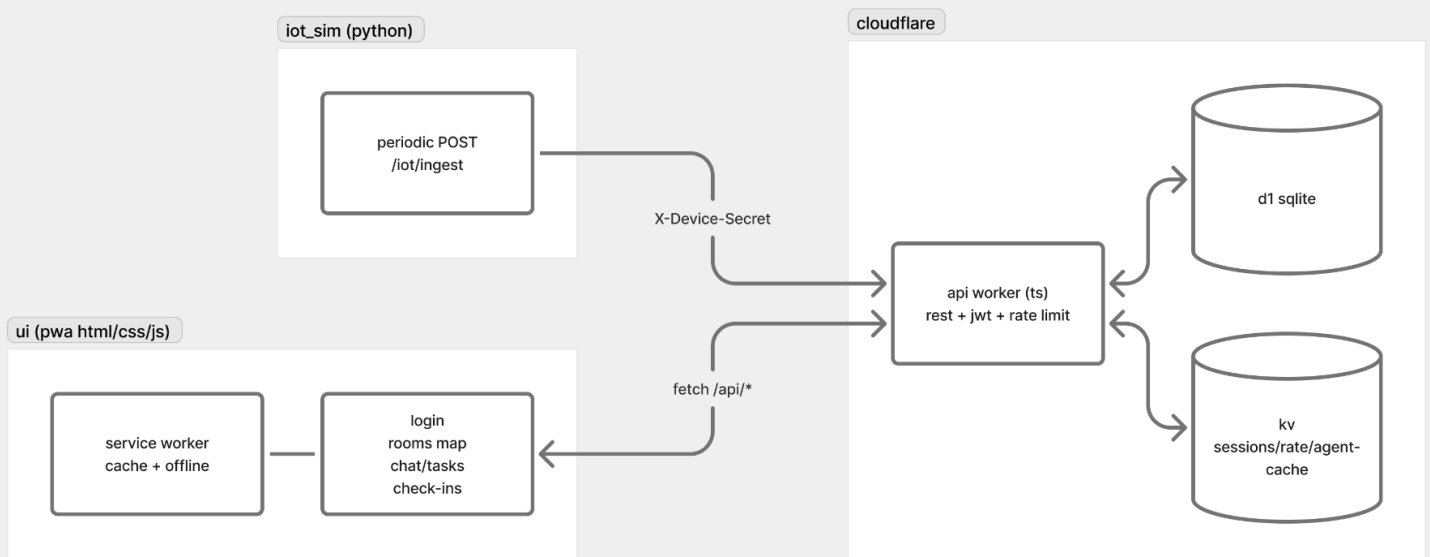 iot_sim (python)
periodic POST
/iot/ingest
X-Device-Secret
ui (pwa html/css/js)
service worker
cache + offline
login
rooms map
chat/tasks
check-ins
fetch /api/*
cloudflare
api worker (ts)
rest + jwt + rate limit
d1 sqlite
kv
sessions/rate/agent-
cache